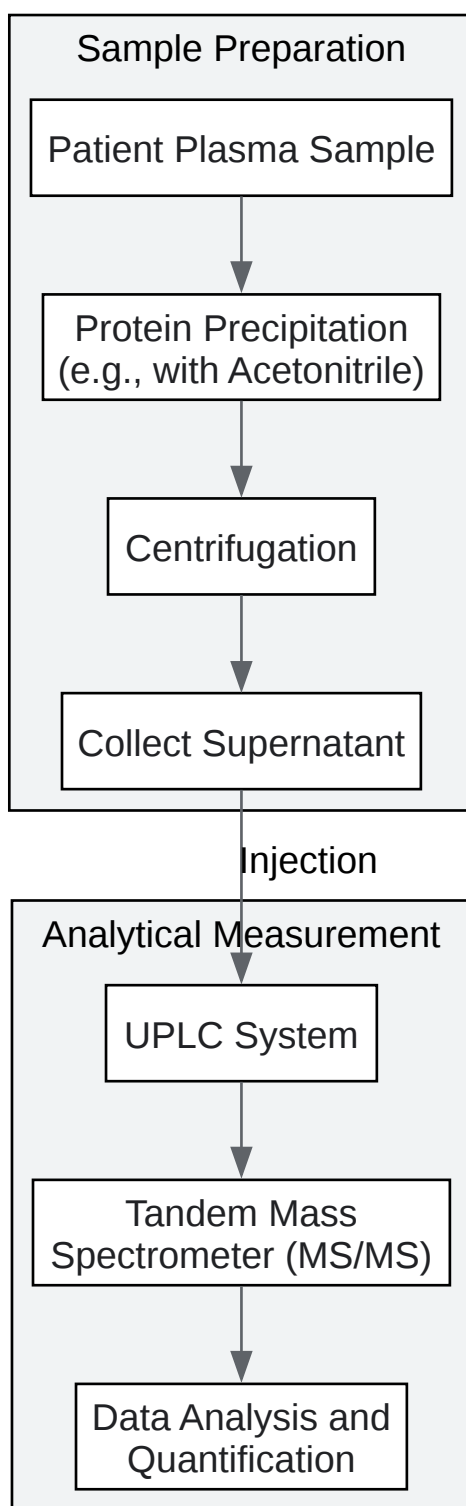 Sample Preparation
Patient Plasma Sample
Protein Precipitation
(e.g., with Acetonitrile)
Centrifugation
Collect Supernatant
Injection
Analytical Measurement
UPLC System
Tandem Mass
Spectrometer (MS/MS)
Data Analysis and
Quantification